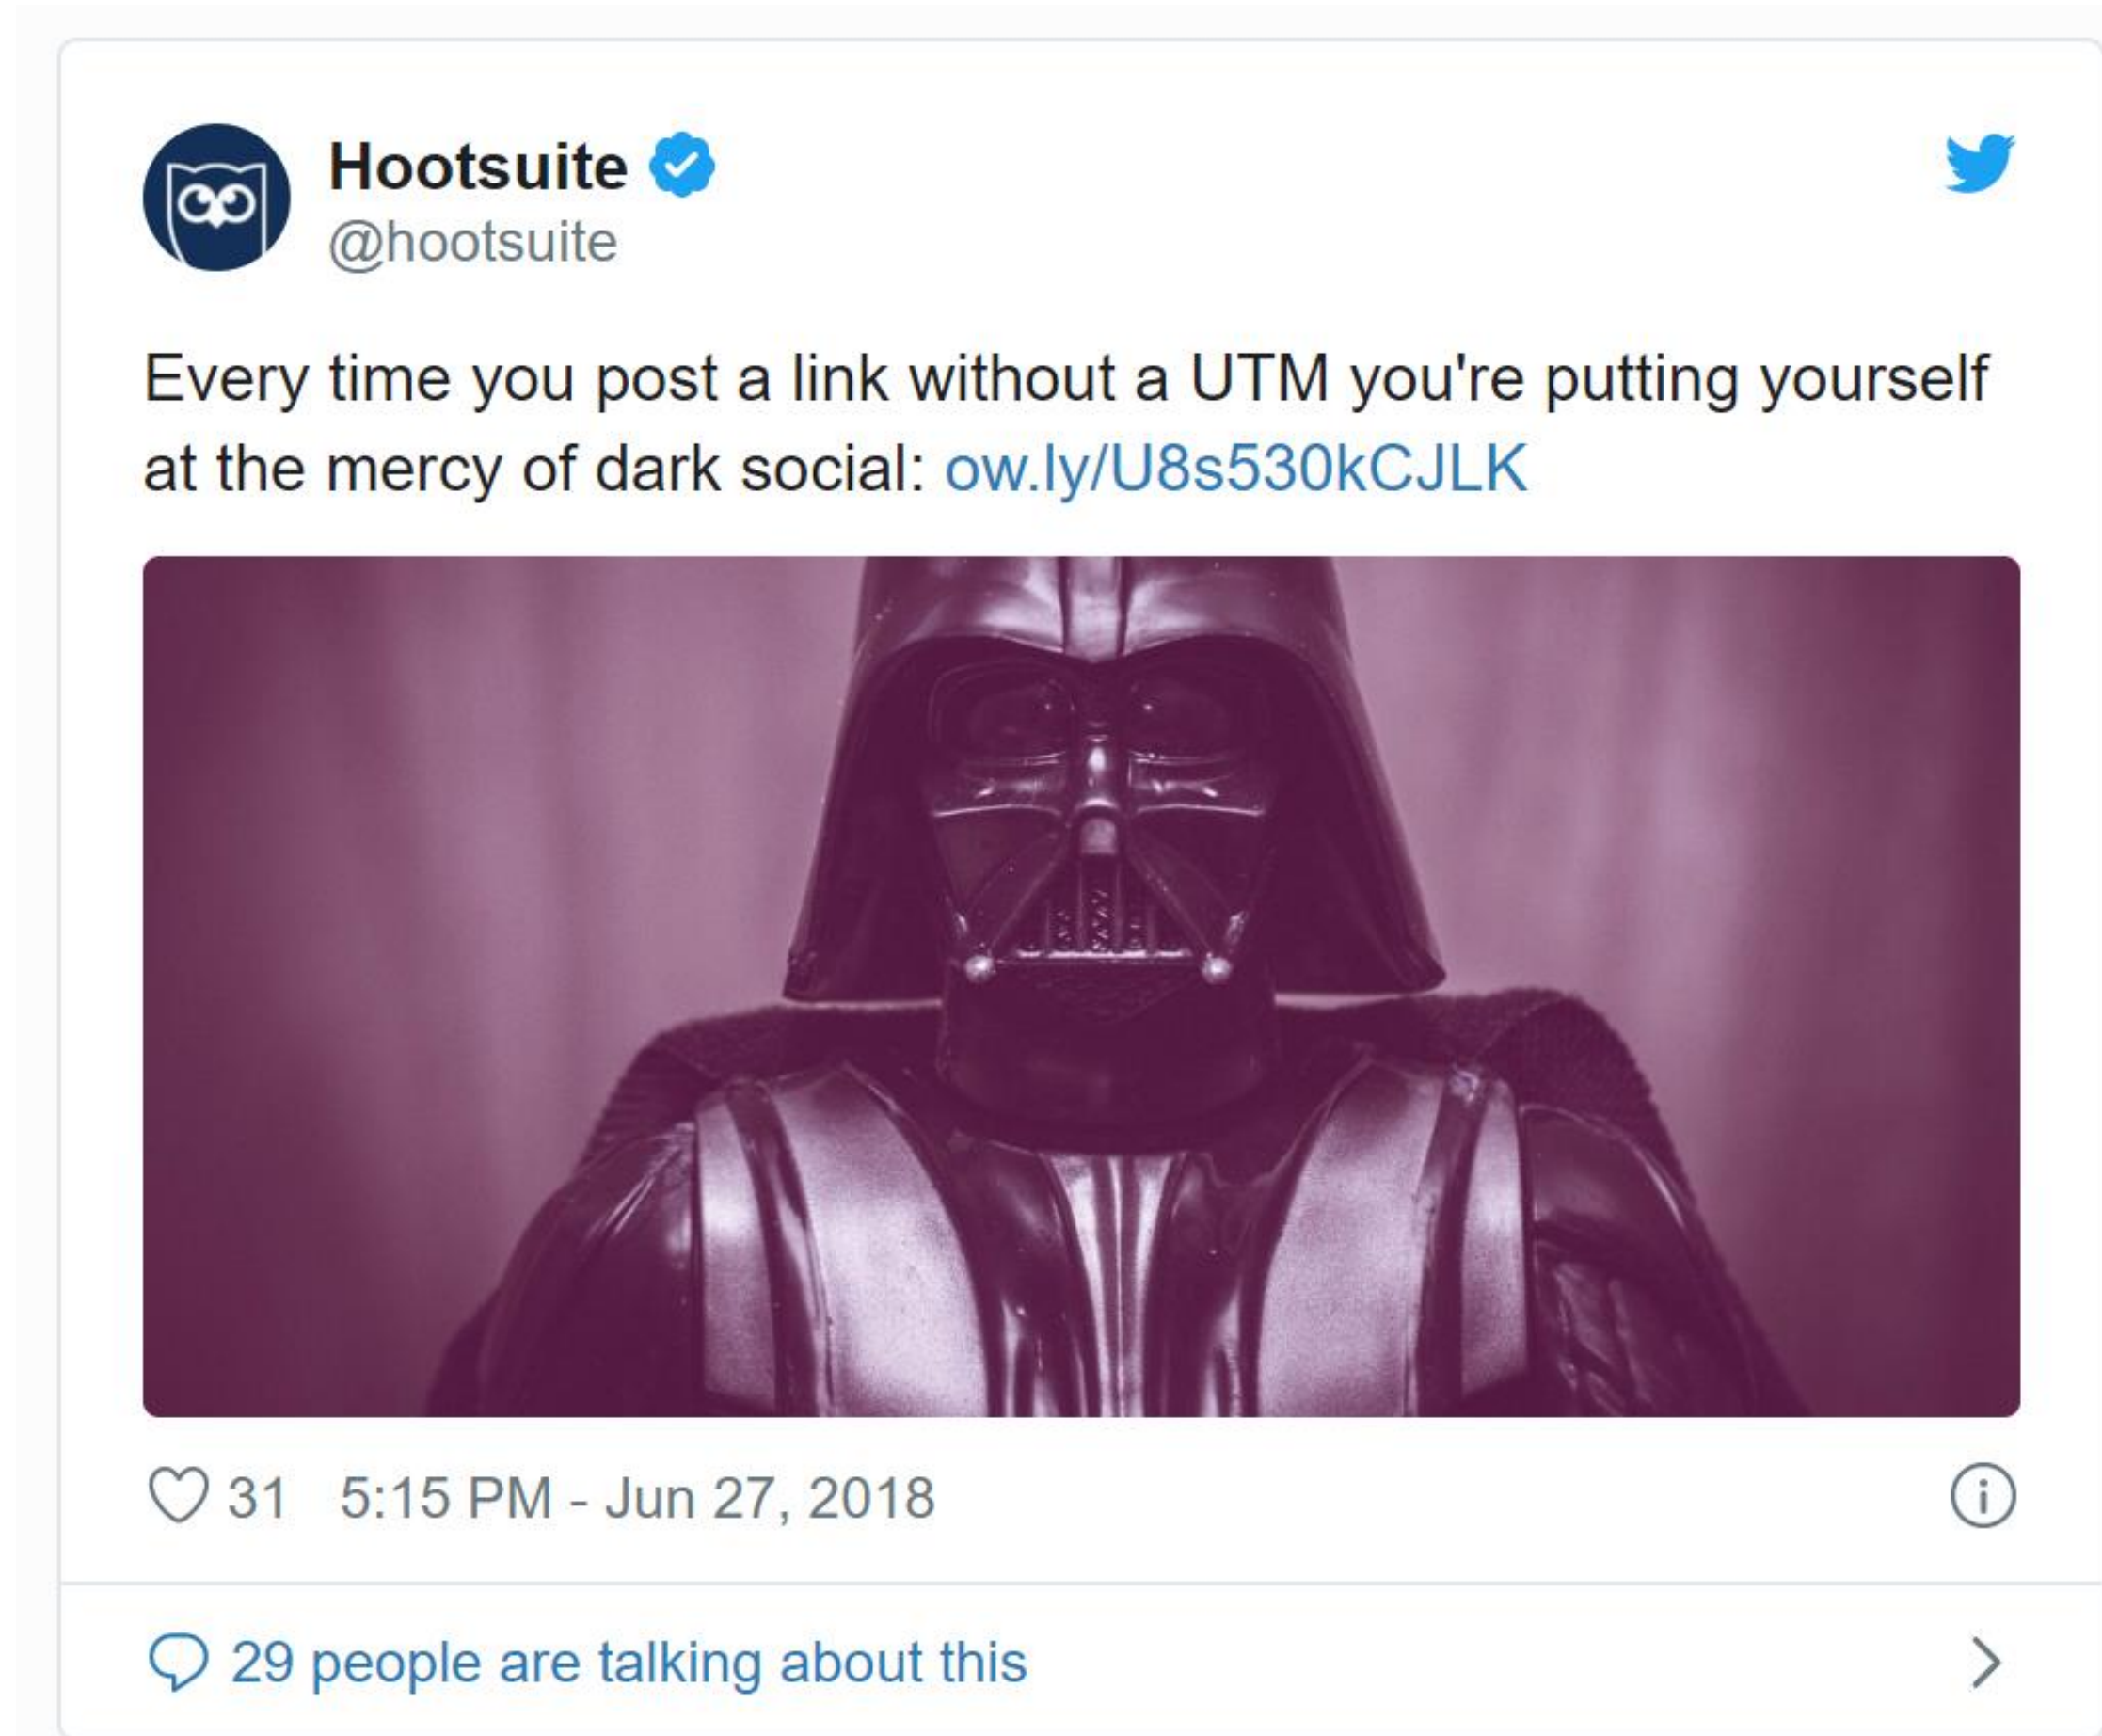 Hootsuite
@hootsuite
Every time you post a link without a UTM you're putting yourself
at the mercy of dark social: ow.ly/U8s530kCJLK
31 5:15 PM - Jun 27, 2018
29 people are talking about this